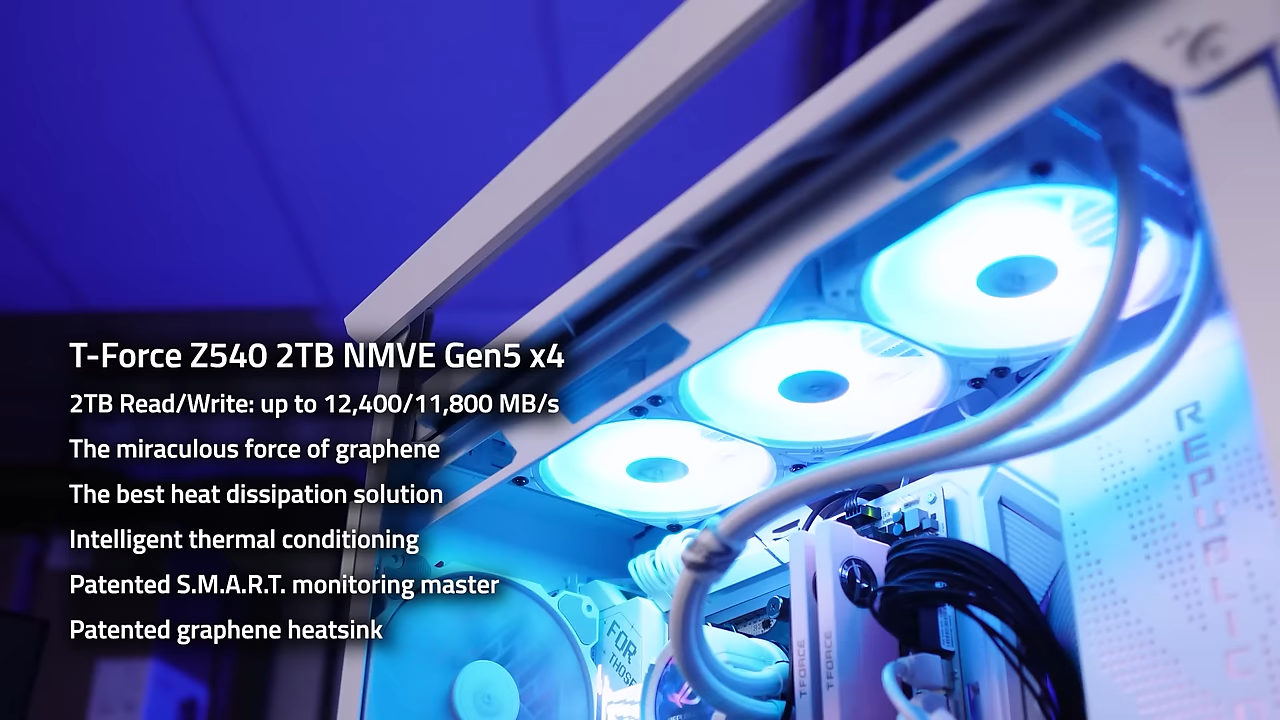 T-Force Z540 2TB NMVE Gen5 x4
2TB Read/Write: up to 12,400/11,800 MB/s
The miraculous force of graphene
The best heat dissipation solution
Intelligent thermal conditioning
Patented S.M.A.R.T. monitoring master
Patented graphene heatsink
REPUBLIC
FOR
THOSE
TFORCE
TFORCE